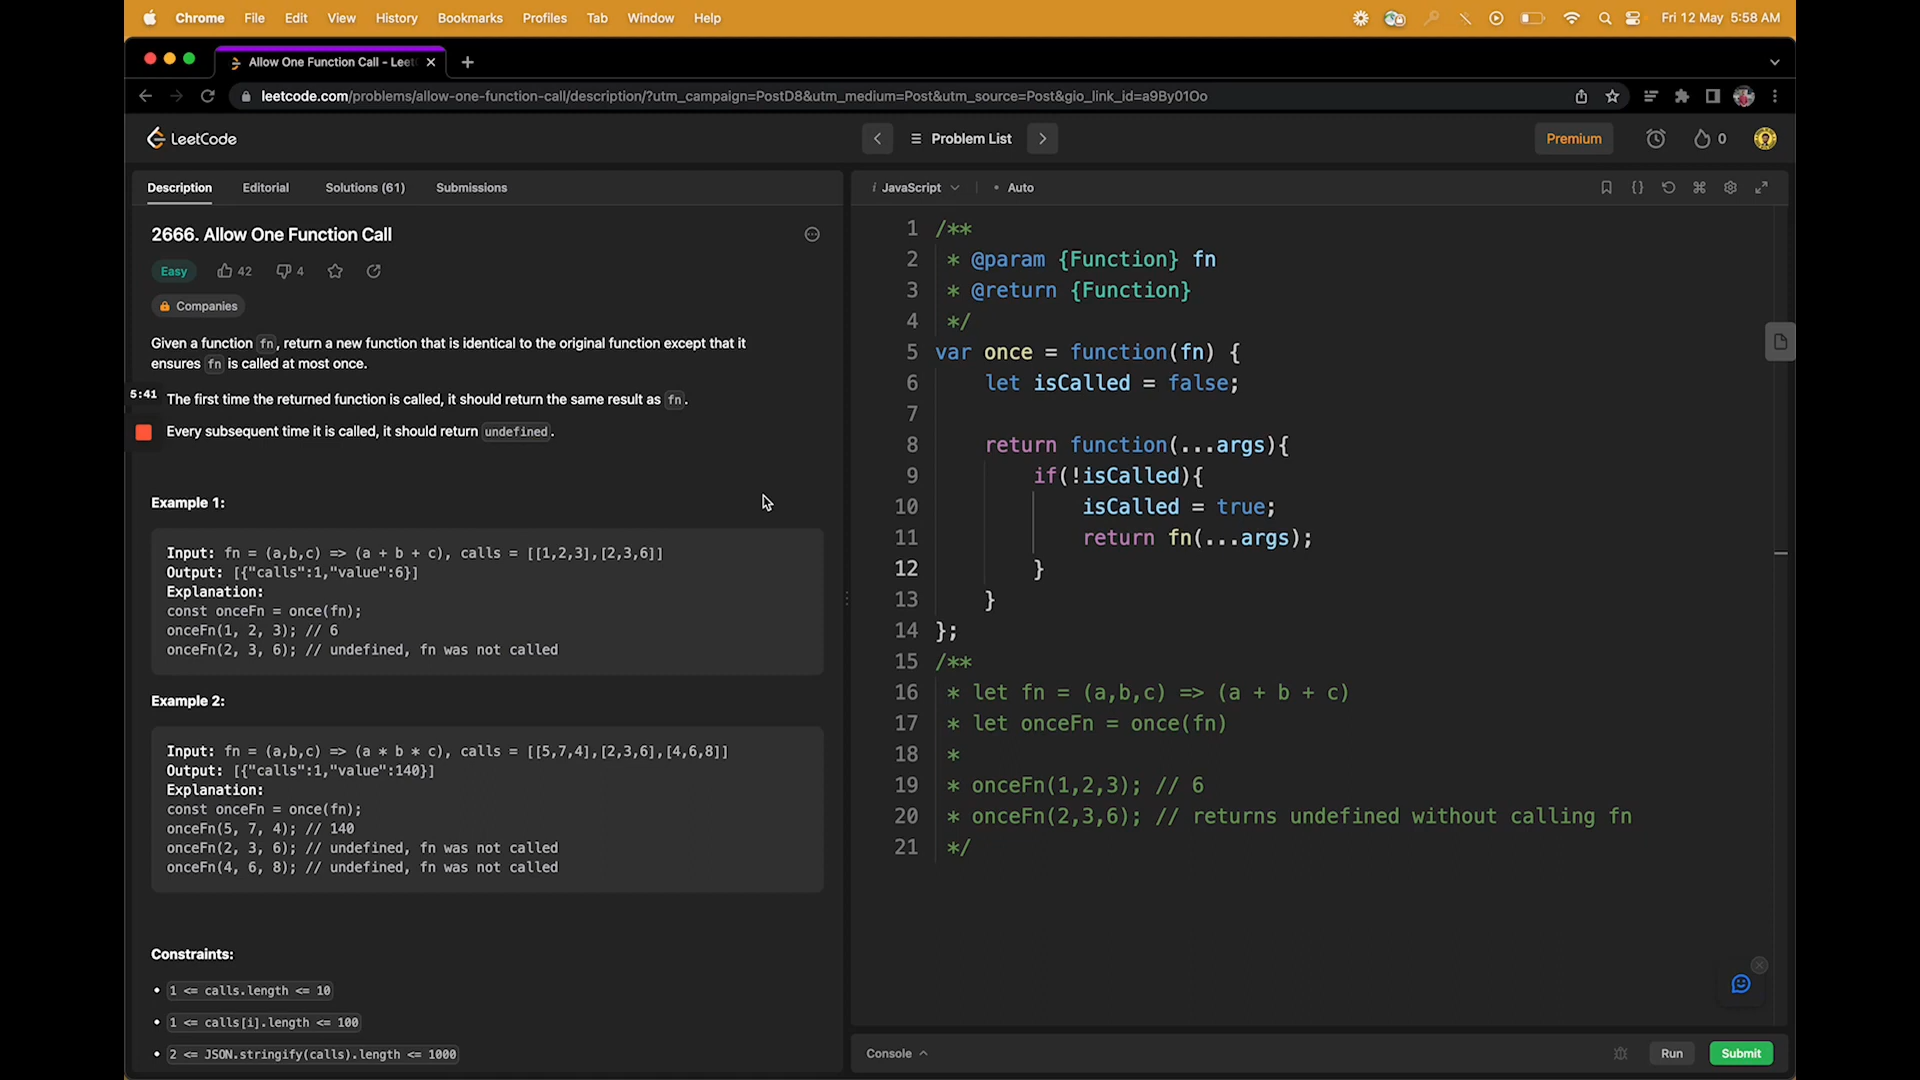 Chrome File Edit View History Bookmarks Profiles Tab Window Help Fri 12 May 5:58 AM
Allow One Function Call - Leet
leetcode.com/problems/allow-one-function-call/description/?utm_campaign=PostD8&utm_medium=Post&utm_source=Post&gio_link_id=a9By01Oo
LeetCode
Problem List
Premium
0
Description Editorial Solutions (61) Submissions
2666. Allow One Function Call
Easy 42 4
Companies
Given a function fn, return a new function that is identical to the original function except that it
ensures fn is called at most once.
5:41
The first time the returned function is called, it should return the same result as fn.
Every subsequent time it is called, it should return undefined.
Example 1:
Input: fn = (a,b,c) => (a + b + c), calls = [[1,2,3],[2,3,6]]
Output: [{"calls":1,"value":6}]
Explanation:
const onceFn = once(fn);
onceFn(1, 2, 3); // 6
onceFn(2, 3, 6); // undefined, fn was not called
Example 2:
Input: fn = (a,b,c) => (a * b * c), calls = [[5,7,4],[2,3,6],[4,6,8]]
Output: [{"calls":1,"value":140}]
Explanation:
const onceFn = once(fn);
onceFn(5, 7, 4); // 140
onceFn(2, 3, 6); // undefined, fn was not called
onceFn(4, 6, 8); // undefined, fn was not called
Constraints:
• 1 <= calls.length <= 10
• 1 <= calls[i].length <= 100
• 2 <= JSON.stringify(calls).length <= 1000
i JavaScript • Auto
1 /**
2 * @param {Function} fn
3 * @return {Function}
4 */
5 var once = function(fn) {
6 let isCalled = false;
7
8 return function(...args){
9 if(!isCalled){
10 isCalled = true;
11 return fn(...args);
12 }
13 }
14 };
15 /**
16 * let fn = (a,b,c) => (a + b + c)
17 * let onceFn = once(fn)
18 *
19 * onceFn(1,2,3); // 6
20 * onceFn(2,3,6); // returns undefined without calling fn
21 */
Console Run Submit